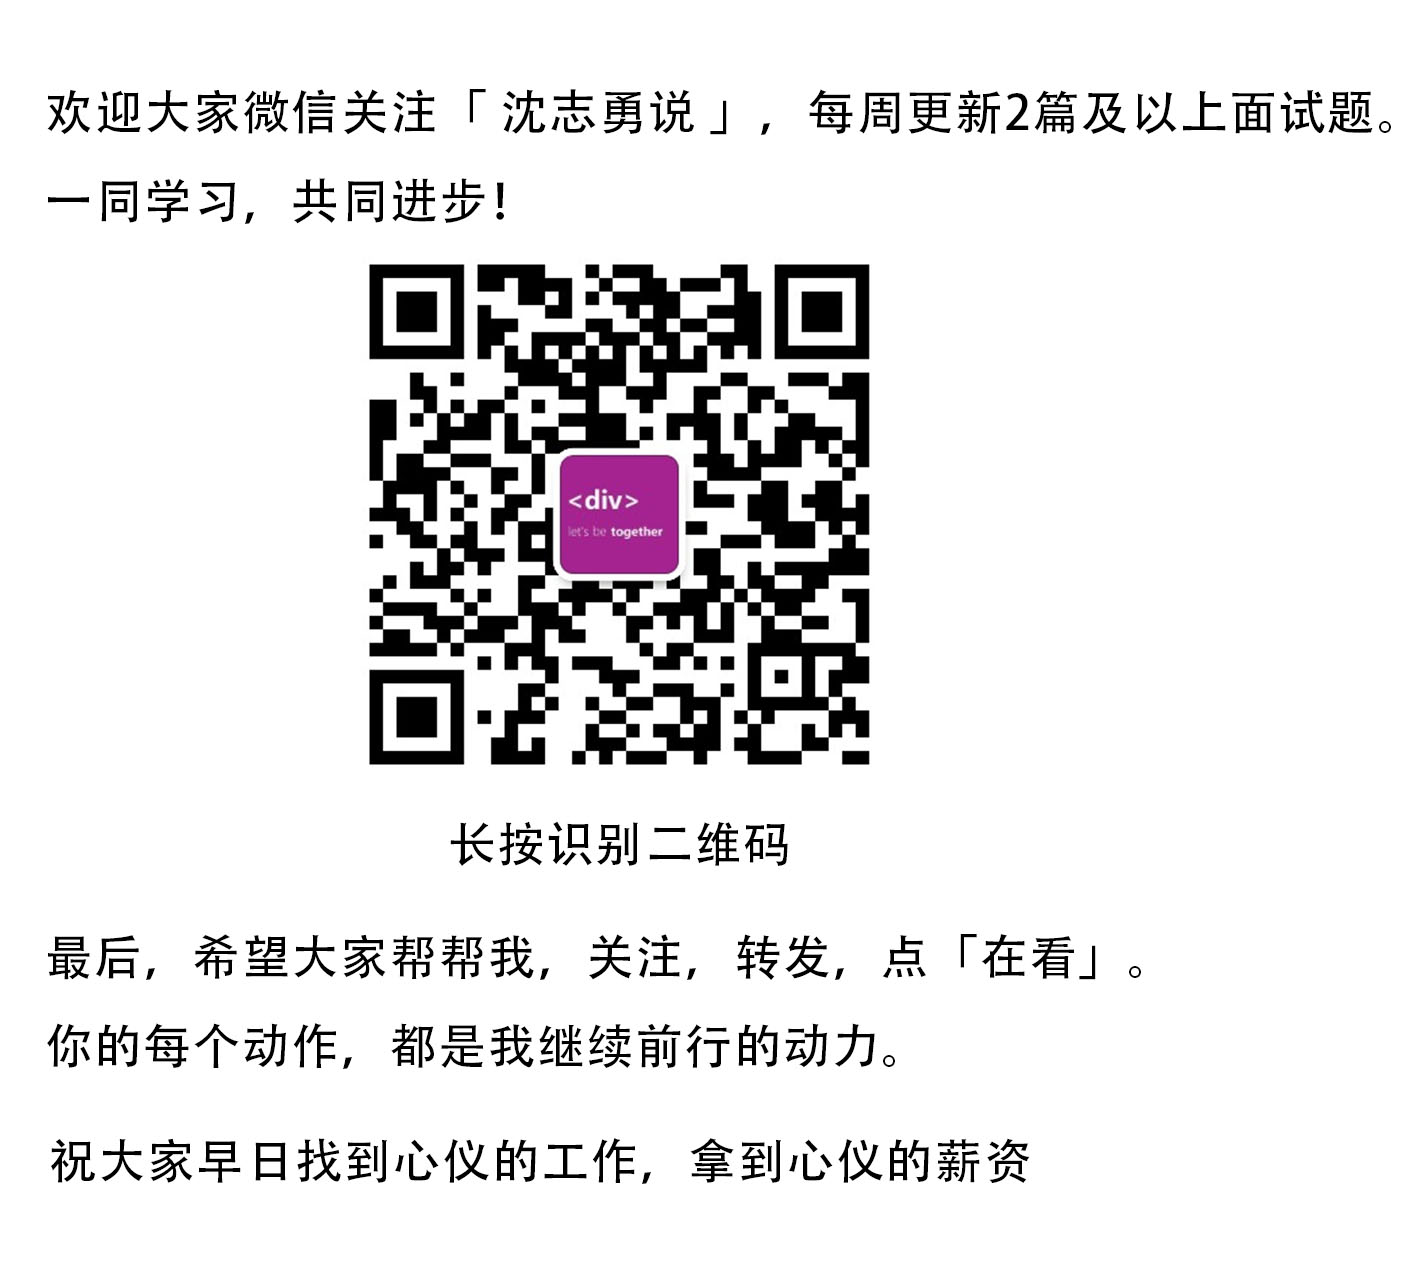 欢迎大家微信关注「 沈志勇说 」，每周更新2篇及以上面试题。
一同学习，共同进步！
<div>
let's be together
长按识别二维码
最后，希望大家帮帮我，关注，转发，点「在看」。
你的每个动作，都是我继续前行的动力。
祝大家早日找到心仪的工作，拿到心仪的薪资